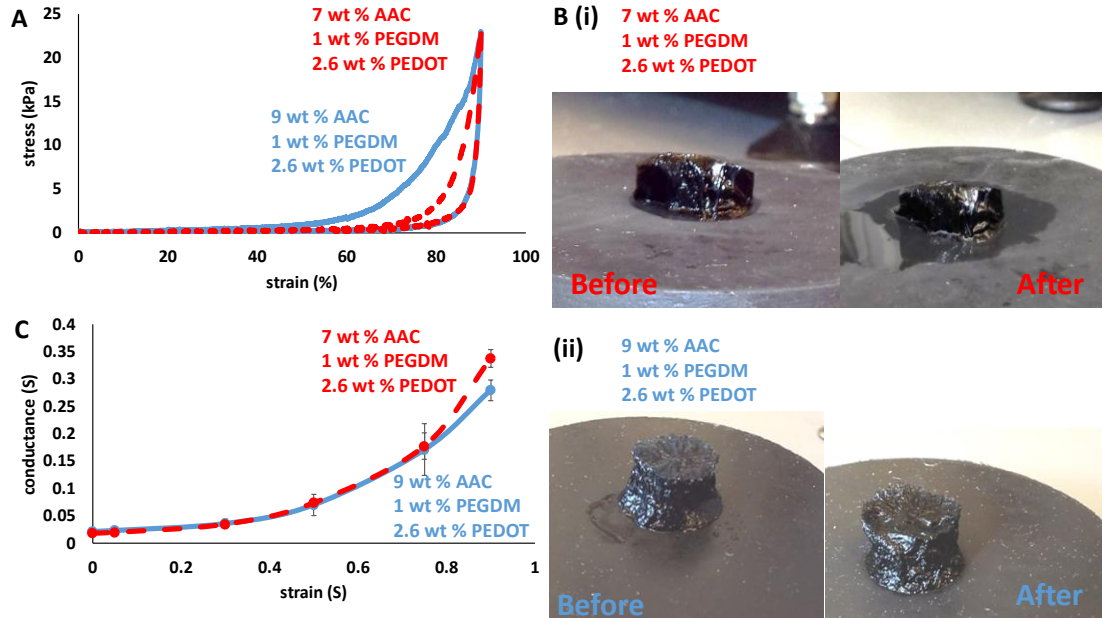 A
7 wt % AAC
1 wt % PEGDM
2.6 wt % PEDOT
9 wt % AAC
1 wt % PEGDM
2.6 wt % PEDOT
25
20
15
10
5
0
stress (kPa)
0
20
40
60
80
100
strain (%)
B (i)
7 wt % AAC
1 wt % PEGDM
2.6 wt % PEDOT
Before
After
C
7 wt % AAC
1 wt % PEGDM
2.6 wt % PEDOT
9 wt % AAC
1 wt % PEGDM
2.6 wt % PEDOT
0.4
0.35
0.3
0.25
0.2
0.15
0.1
0.05
0
conductance (S)
0
0.2
0.4
0.6
0.8
1
strain (S)
(ii)
9 wt % AAC
1 wt % PEGDM
2.6 wt % PEDOT
Before
After